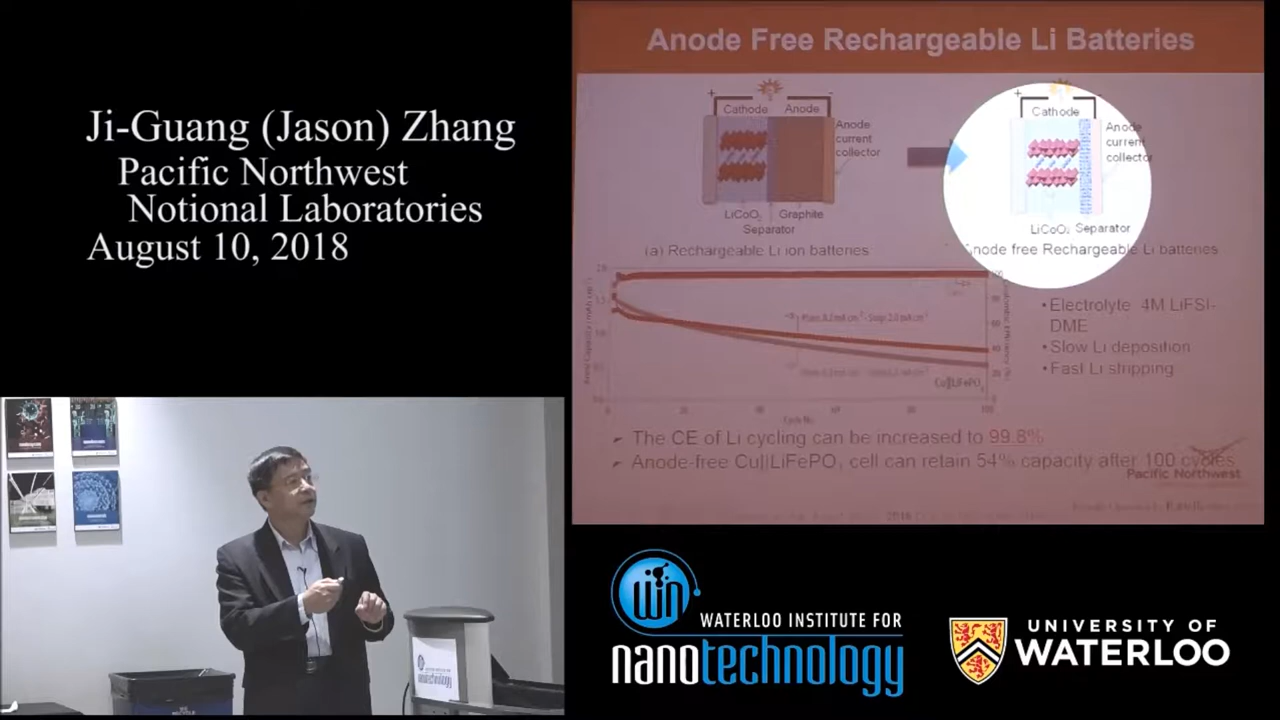 Ji-Guang (Jason) Zhang
Pacific Northwest
Notional Laboratories
August 10, 2018
Anode Free Rechargeable Li Batteries
+
-
Cathode Anode
Anode
current
collector
LiCoO₂ Graphite
Separator
(a) Rechargeable Li ion batteries
+
-
Cathode
Anode
current
collector
LiCoO₂ Separator
Anode free Rechargeable Li batteries
Cu||LiFePO₄
Cycle No.
100
• Electrolyte 4M LiFSI-
DME
• Slow Li deposition
• Fast Li stripping
The CE of Li cycling can be increased to 99.8%
Anode-free Cu||LiFePO₄ cell can retain 54% capacity after 100 cycles
Pacific Northwest
WIN
WATERLOO INSTITUTE FOR
nanotechnology
UNIVERSITY OF
WATERLOO